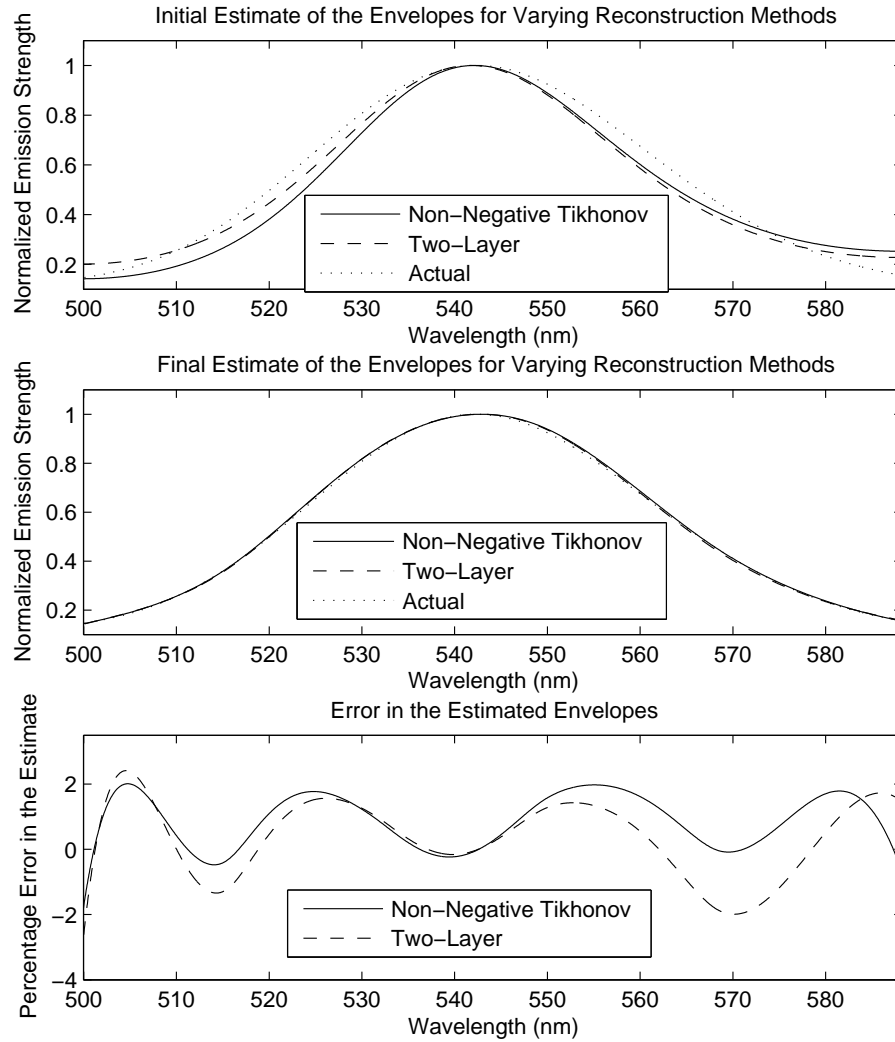 Initial Estimate of the Envelopes for Varying Reconstruction Methods
Normalized Emission Strength
1
0.8
0.6
0.4
0.2
Non−Negative Tikhonov
Two−Layer
Actual
500 510 520 530 540 550 560 570 580
Wavelength (nm)
Final Estimate of the Envelopes for Varying Reconstruction Methods
Normalized Emission Strength
1
0.8
0.6
0.4
0.2
Non−Negative Tikhonov
Two−Layer
Actual
500 510 520 530 540 550 560 570 580
Wavelength (nm)
Error in the Estimated Envelopes
Percentage Error in the Estimate
2
0
−2
−4
Non−Negative Tikhonov
Two−Layer
500 510 520 530 540 550 560 570 580
Wavelength (nm)